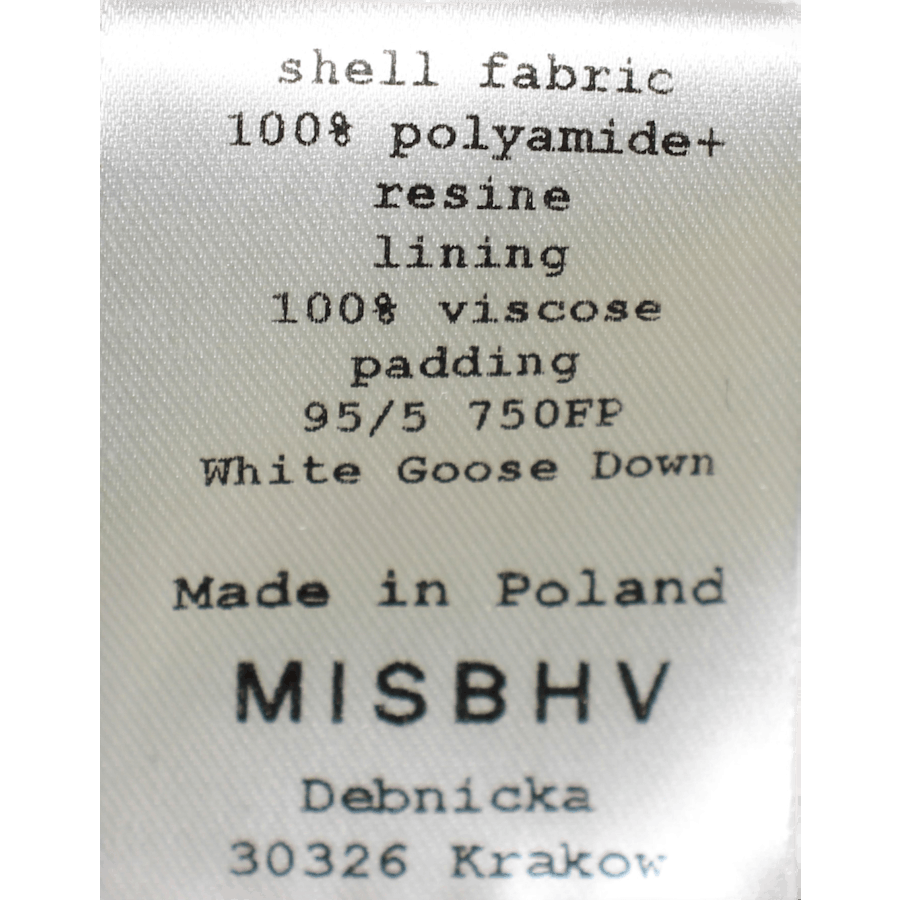 shell fabric
100% polyamide+
resine
lining
100% viscose
padding
95/5 750FP
White Goose Down
Made in Poland
MISBHV
Debnicka
30326 Krakow